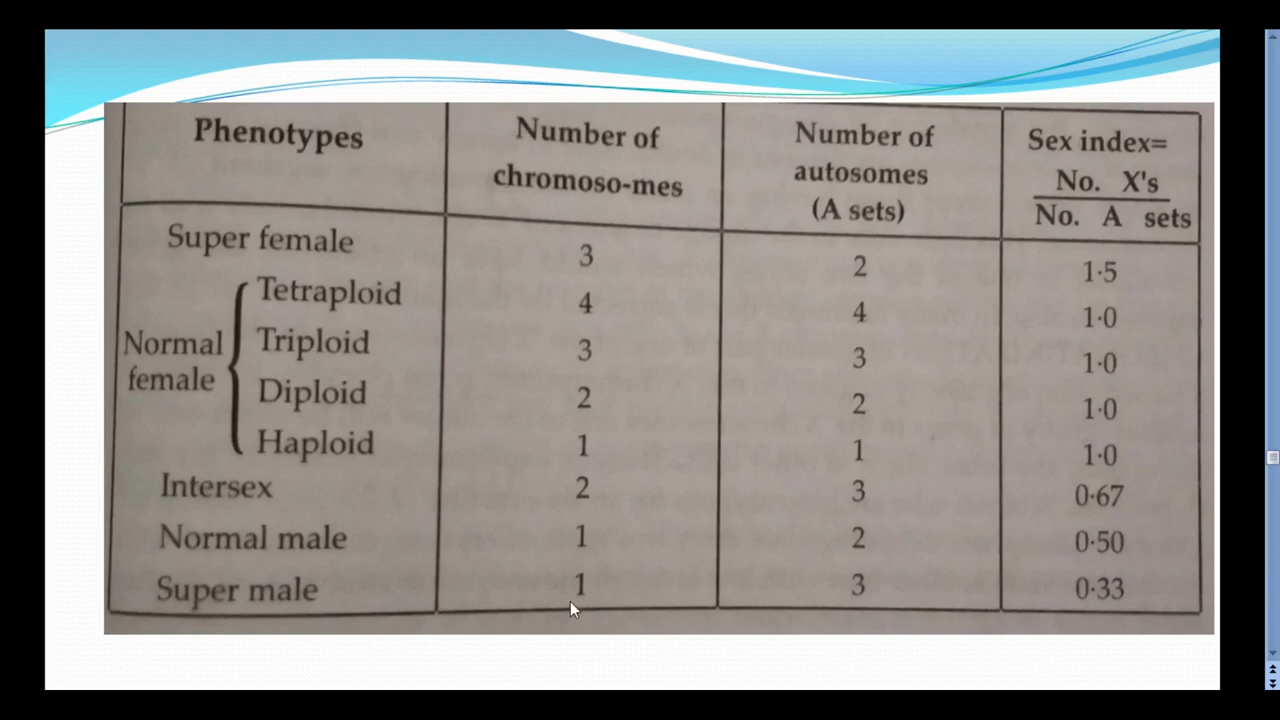 Phenotypes Number of chromoso-mes Number of autosomes (A sets) Sex index= No. X's / No. A sets
Super female 3 2 1·5
Normal female
Tetraploid 4 4 1·0
Triploid 3 3 1·0
Diploid 2 2 1·0
Haploid 1 1 1·0
Intersex 2 3 0·67
Normal male 1 2 0·50
Super male 1 3 0·33